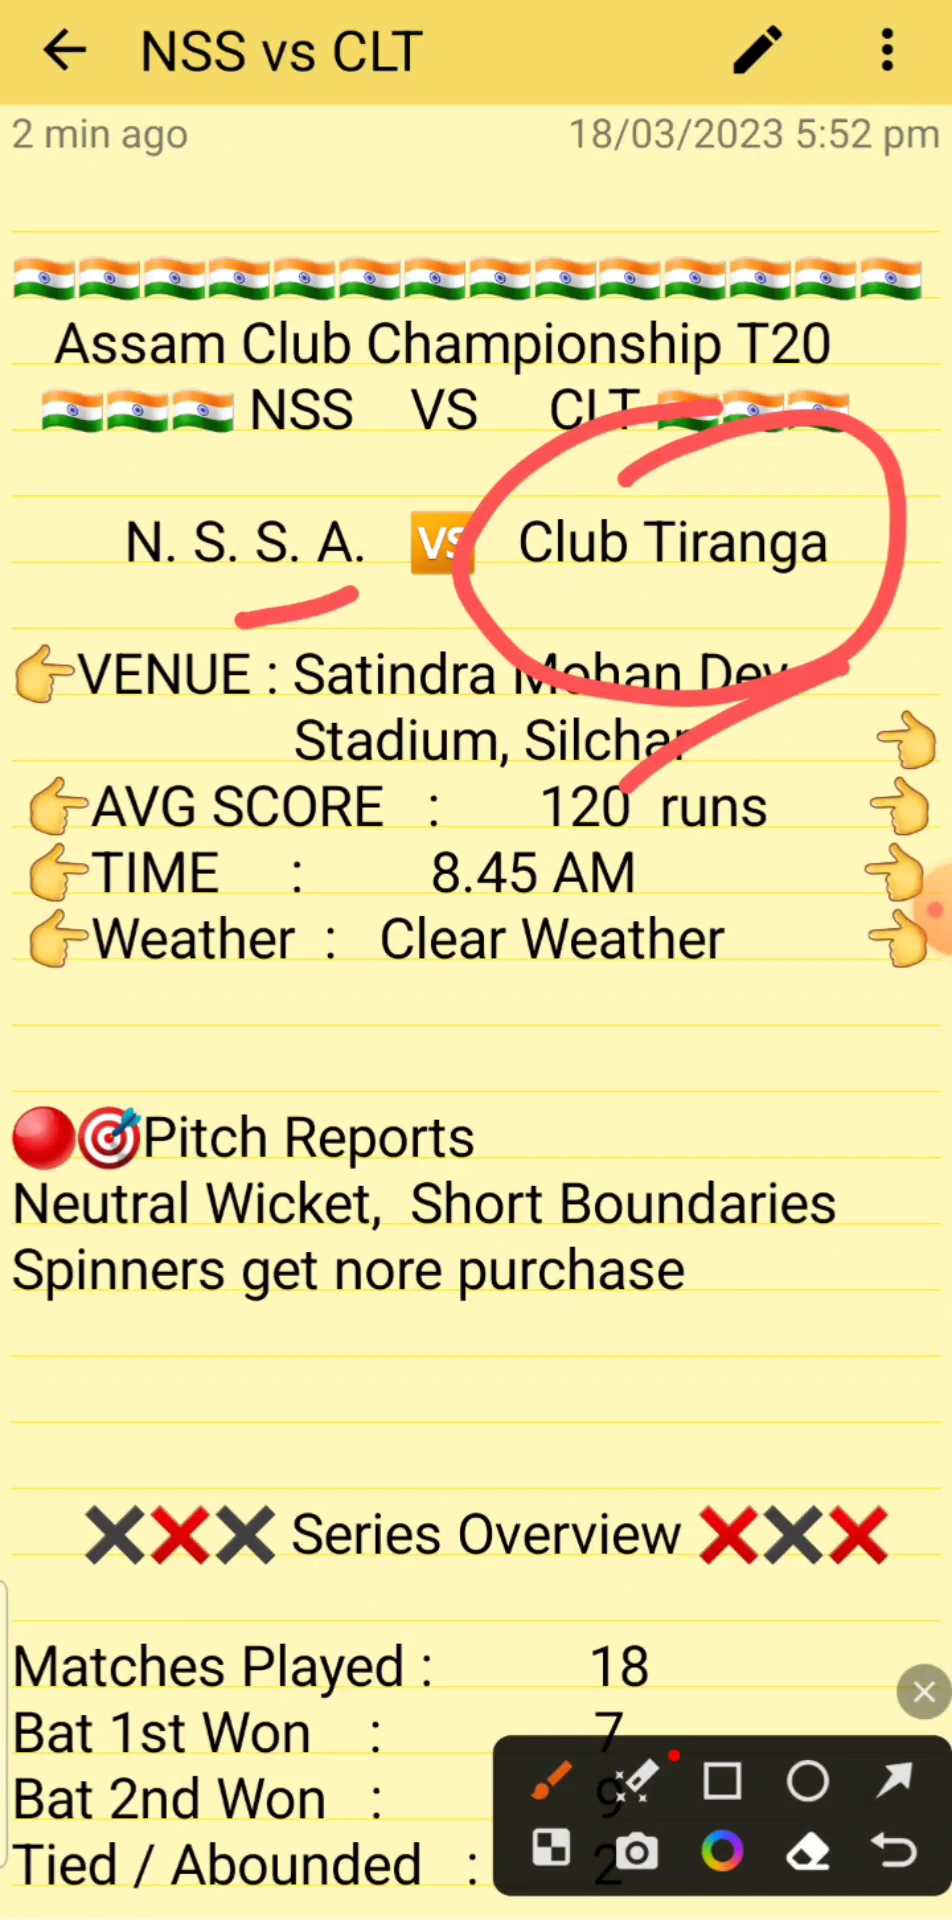 NSS vs CLT
2 min ago 18/03/2023 5:52 pm
Assam Club Championship T20
NSS VS CLT
N. S. S. A. VS Club Tiranga
VENUE : Satindra Mohan Dev
Stadium, Silchar
AVG SCORE : 120 runs
TIME : 8.45 AM
Weather : Clear Weather
Pitch Reports
Neutral Wicket, Short Boundaries
Spinners get nore purchase
Series Overview
Matches Played : 18
Bat 1st Won : 7
Bat 2nd Won : 9
Tied / Abounded : 2